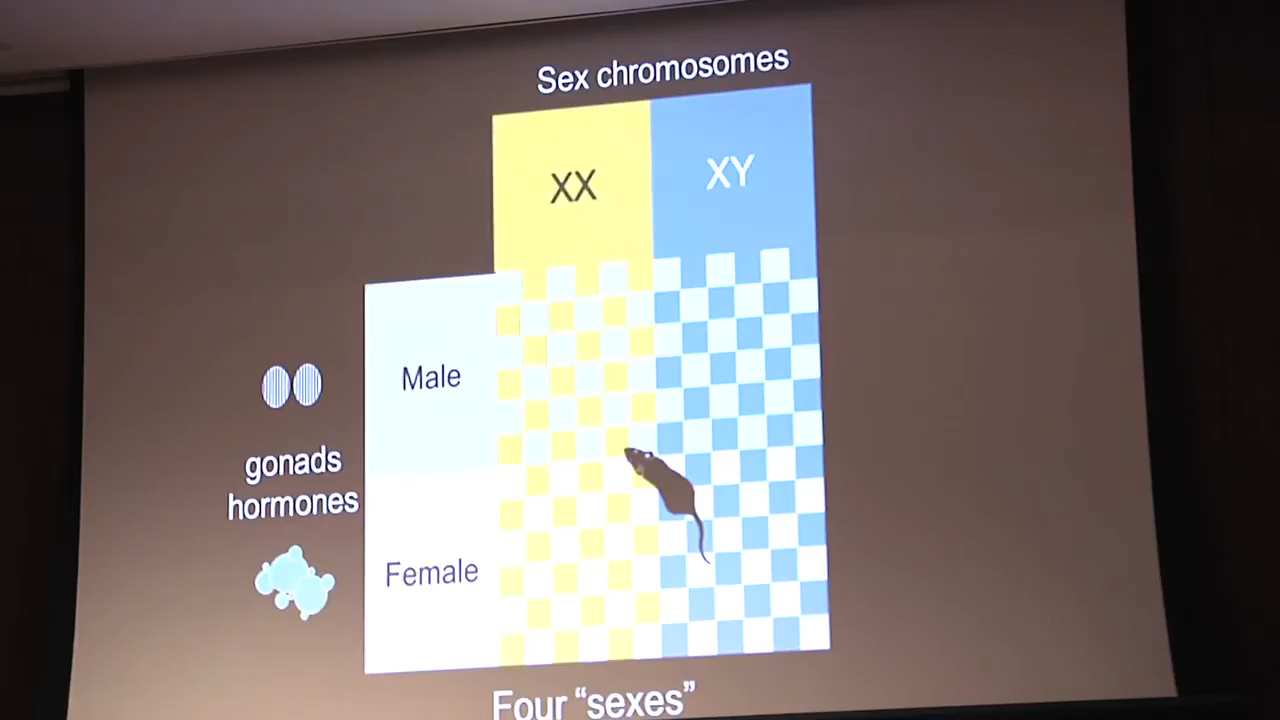 Sex chromosomes
XX
XY
Male
gonads
hormones
Female
Four “sexes”